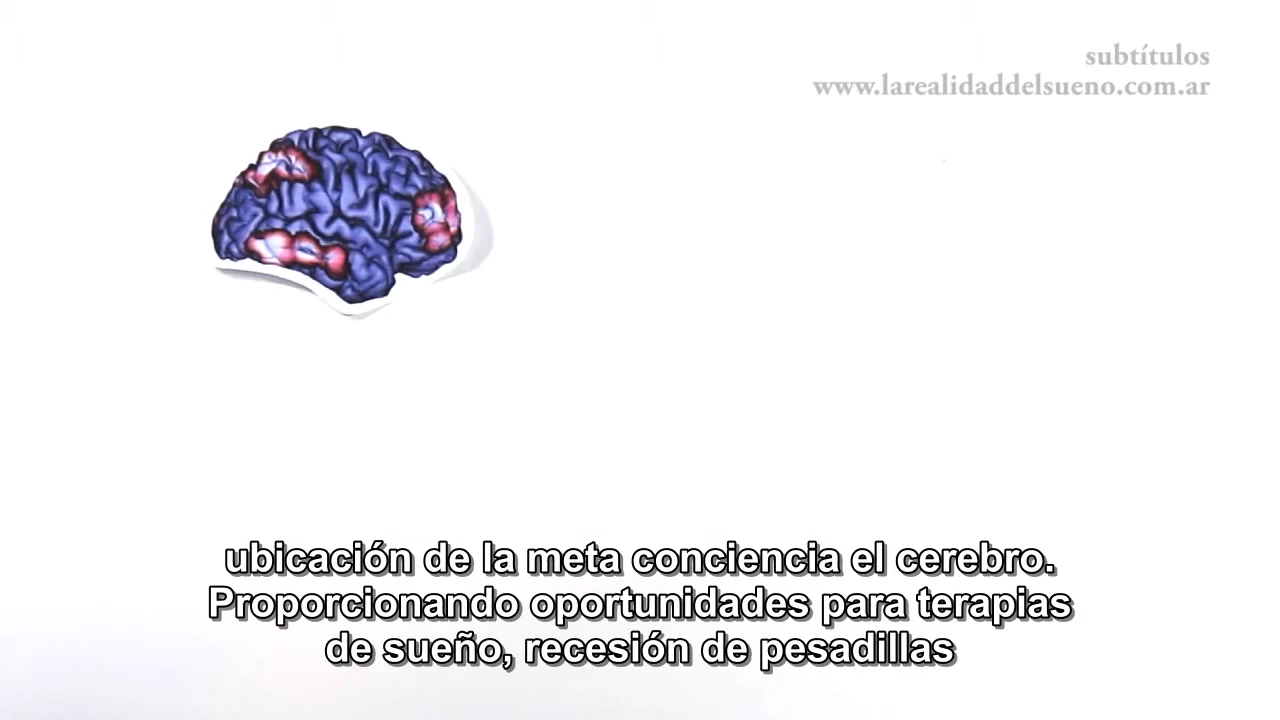 subtítulos
www.larealidaddelsueno.com.ar
ubicación de la meta conciencia el cerebro.
Proporcionando oportunidades para terapias
de sueño, recesión de pesadillas